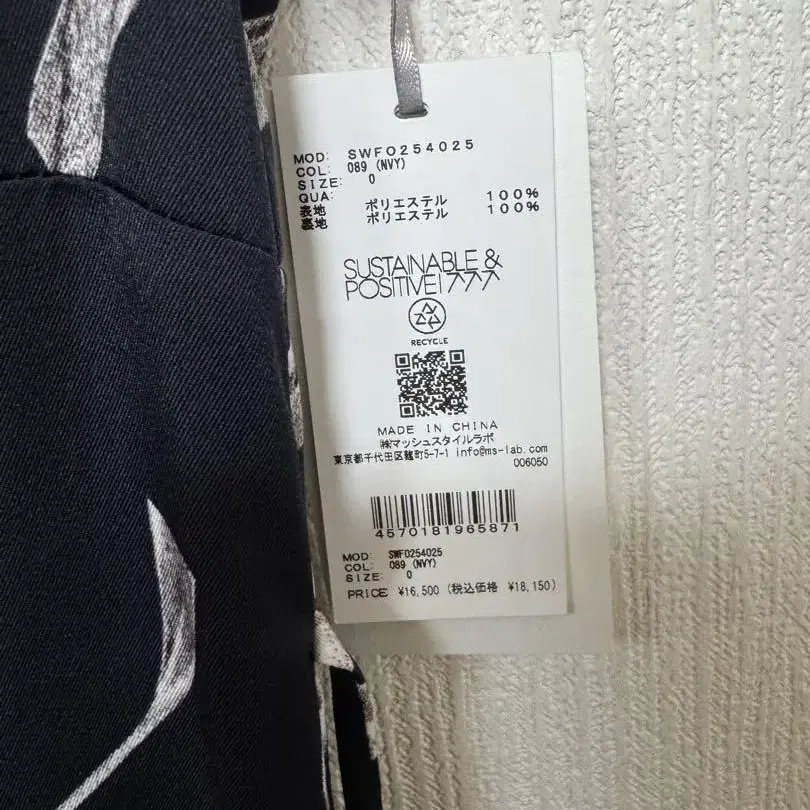 MOD: SWFO254025
COL: 089 (NVY)
SIZE: 0
QUA:
表地 ポリエステル 100%
裏地 ポリエステル 100%
SUSTAINABLE &
POSITIVE!
RECYCLE
MADE IN CHINA
㈱マッシュスタイルラボ
東京都千代田区麹町5-7-1 info@ms-lab.com
006050
4570181965871
MOD: SWFO254025
COL: 089 (NVY)
SIZE: 0
PRICE ¥16,500 (税込価格 ¥18,150)